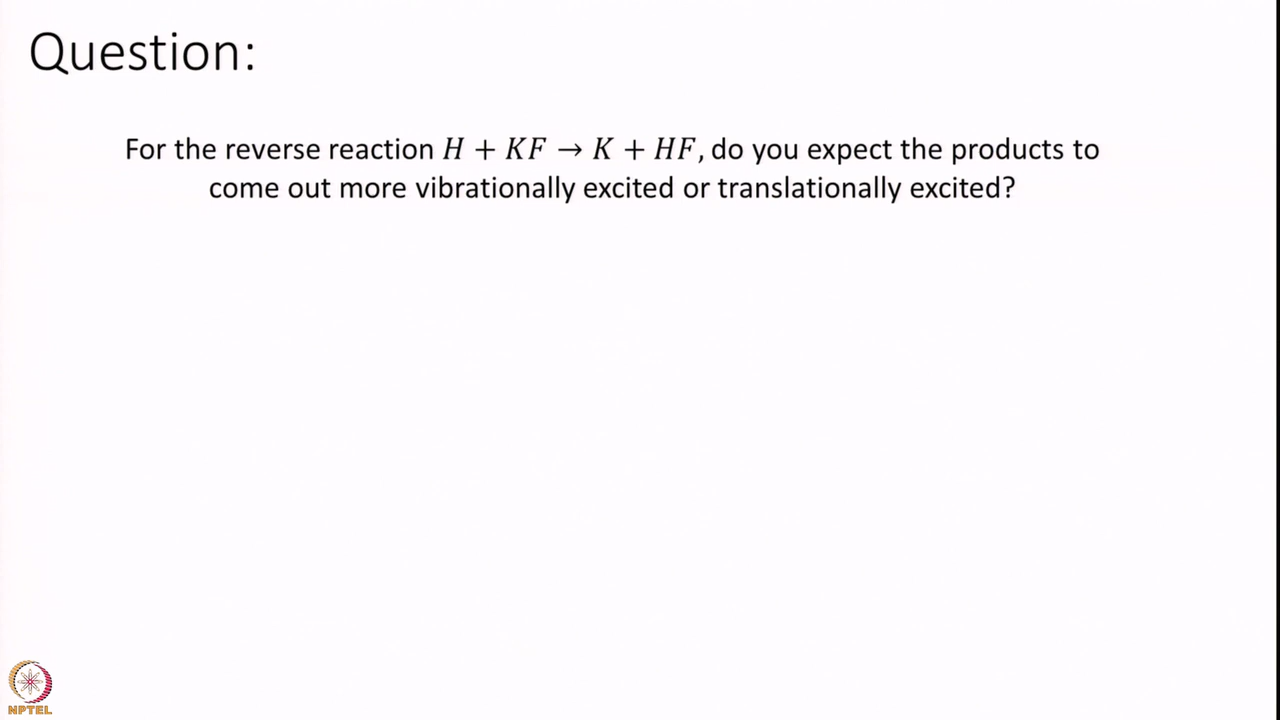 Question:
For the reverse reaction H + KF → K + HF, do you expect the products to
come out more vibrationally excited or translationally excited?
NPTEL